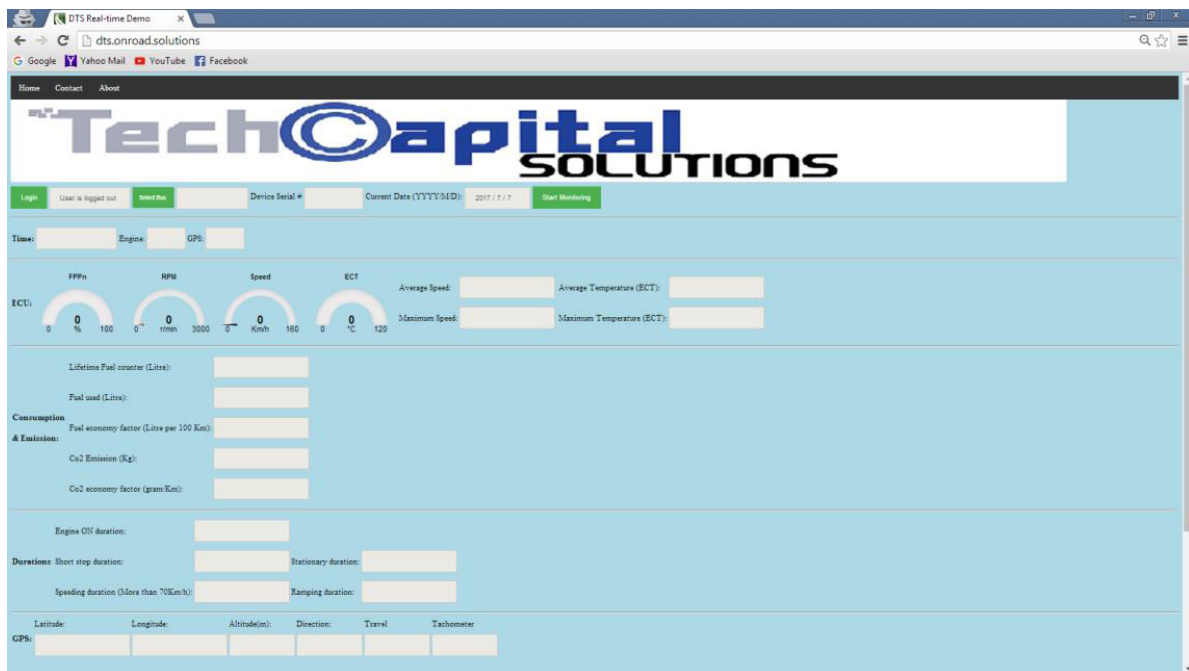 DTS Real-time Demo
dts.onroad.solutions
Google Yahoo Mail YouTube Facebook
Home Contact About
TechCapital
SOLUTIONS
Login User is logged out Select Bus: Device Serial # Current Date (YYYY/M/D): 2017 / 7 / 7 Start Monitoring
Time: Engine: GPS:
FPPn RPM Speed ECT
Average Speed: Average Temperature (ECT):
ECU:
0 0 0 0
0 % 100 0 r/min 3000 0 Km/h 160 0 °C 120
Maximum Speed: Maximum Temperature (ECT):
Lifetime Fuel counter (Litre):
Fuel used (Litre):
Consumption
& Emission:
Fuel economy factor (Litre per 100 Km):
Co2 Emission (Kg):
Co2 economy factor (gram/Km):
Engine ON duration:
Durations Short stop duration: Stationary duration:
Speeding duration (More than 70Km/h): Ramping duration:
Latitude: Longitude: Altitude(m): Direction: Travel Tachometer
GPS: